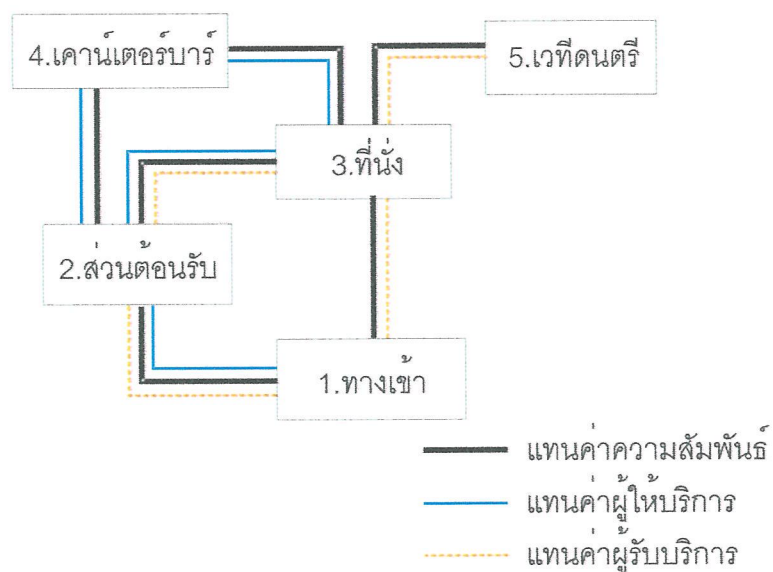 4.เคาน์เตอร์บาร์
5.เวทีดนตรี
3.ที่นั่ง
2.ส่วนต้อนรับ
1.ทางเข้า
แทนค่าความสัมพันธ์
แทนค่าผู้ให้บริการ
แทนค่าผู้รับบริการ